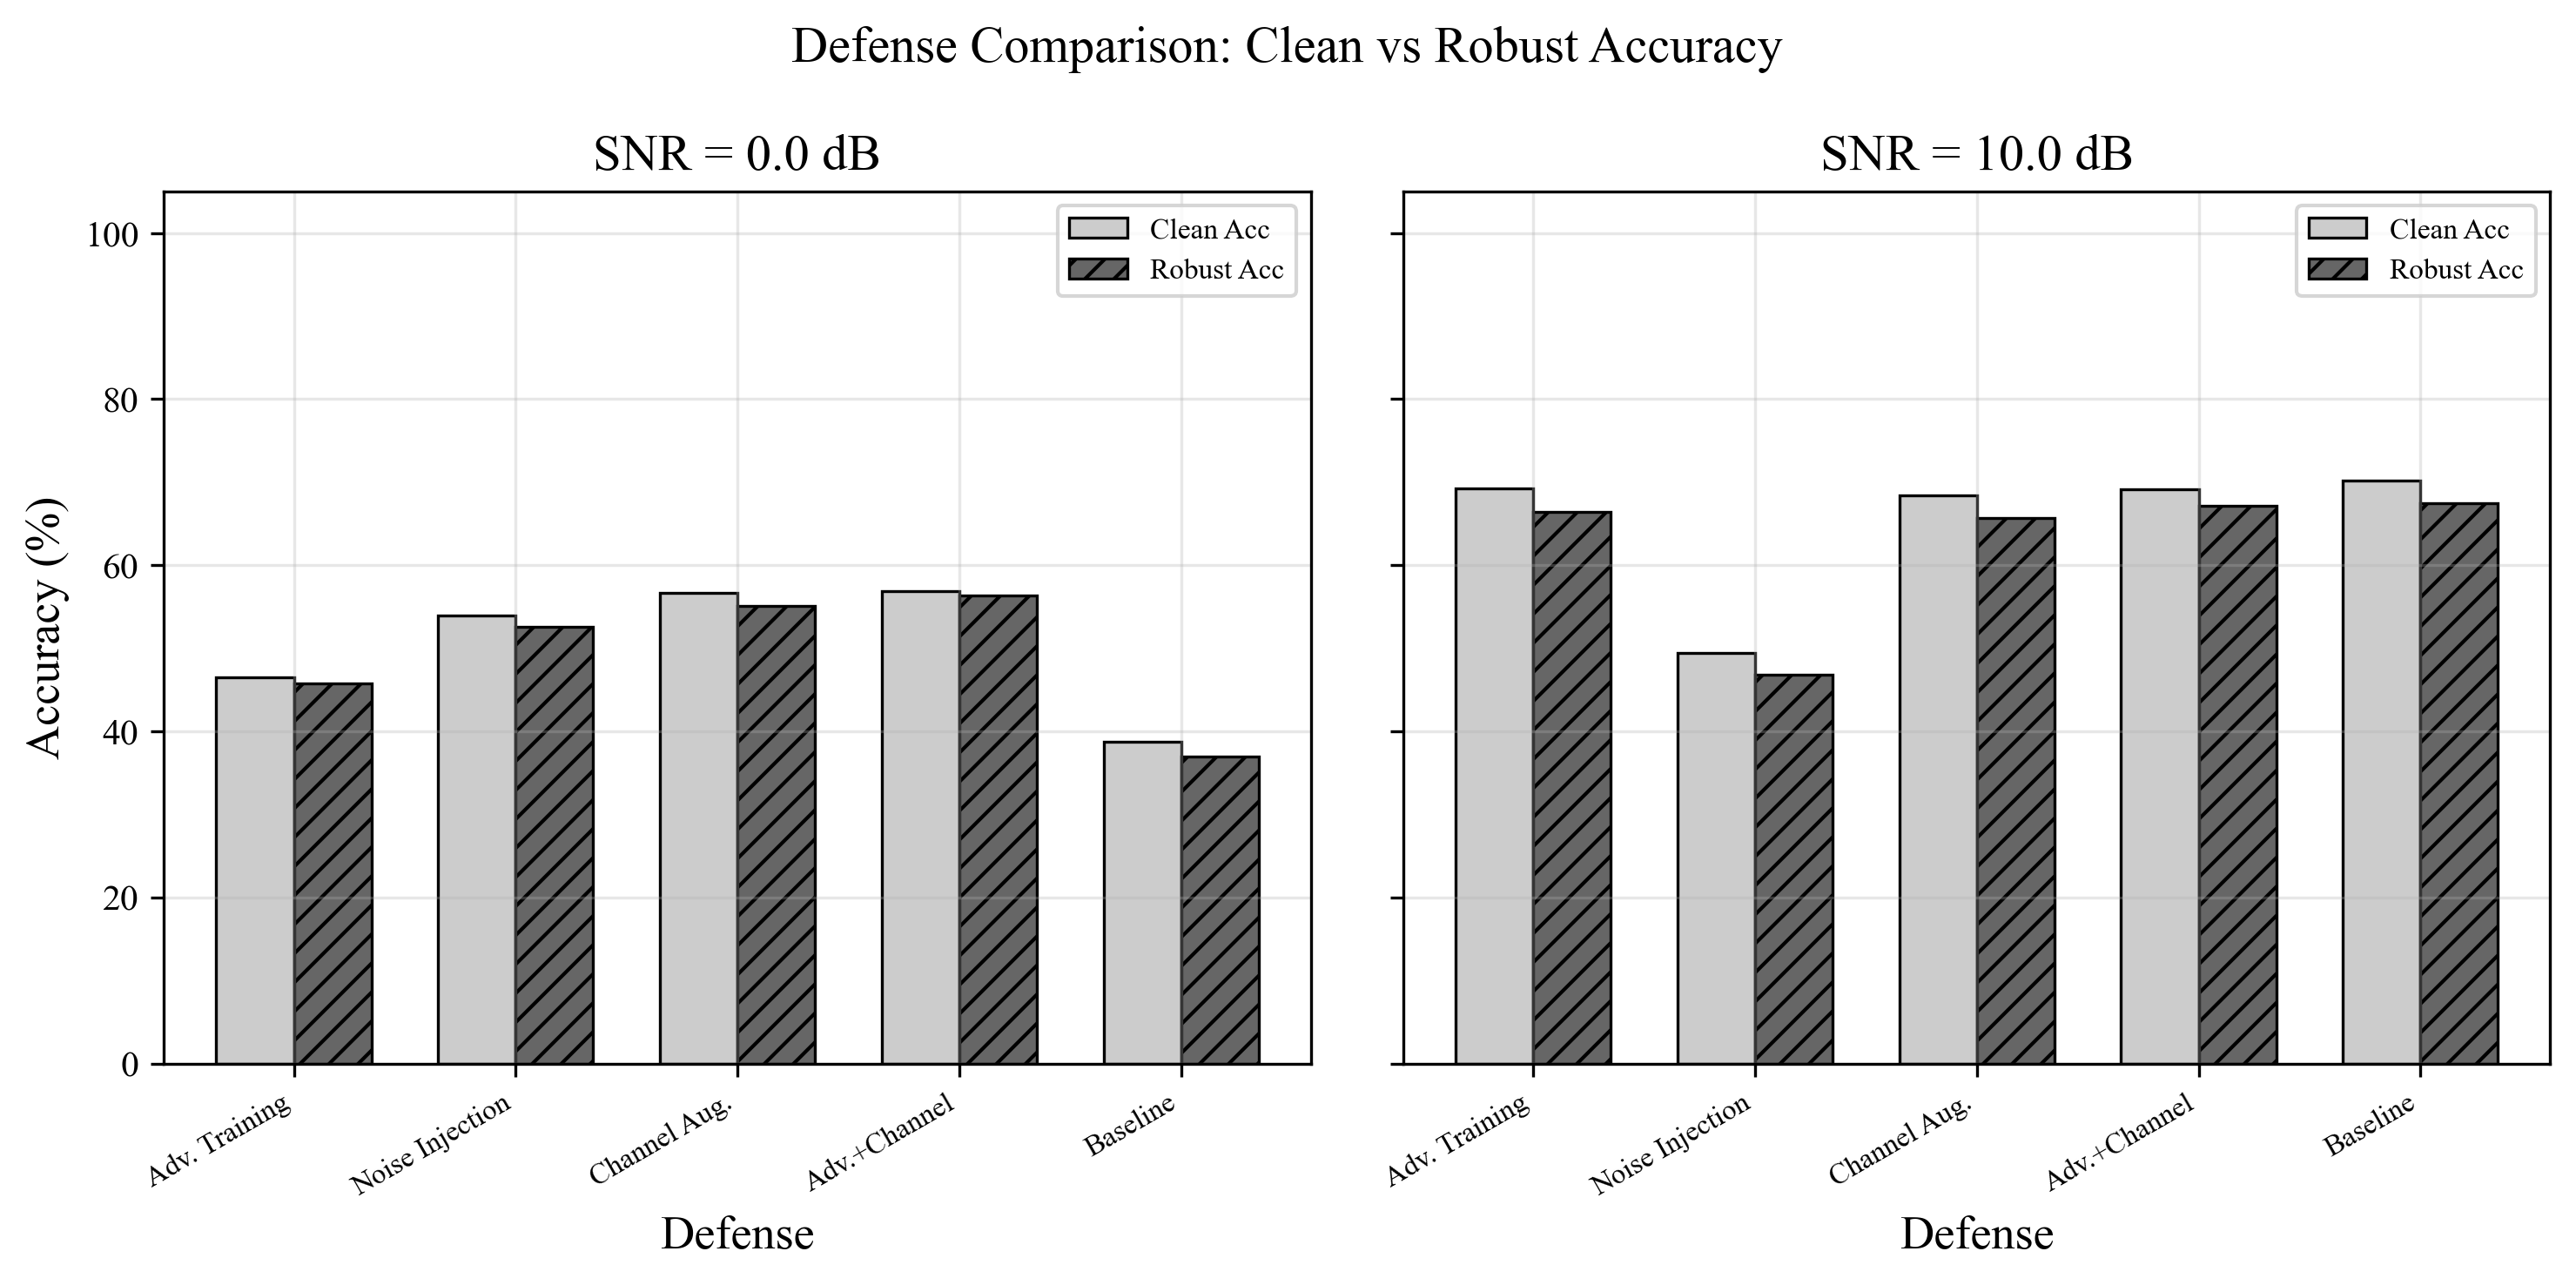 Defense Comparison: Clean vs Robust Accuracy
SNR = 0.0 dB
Clean Acc
Robust Acc
Accuracy (%)
100
80
60
40
20
0
Adv. Training
Noise Injection
Channel Aug.
Adv.+Channel
Baseline
Defense
SNR = 10.0 dB
Clean Acc
Robust Acc
Adv. Training
Noise Injection
Channel Aug.
Adv.+Channel
Baseline
Defense